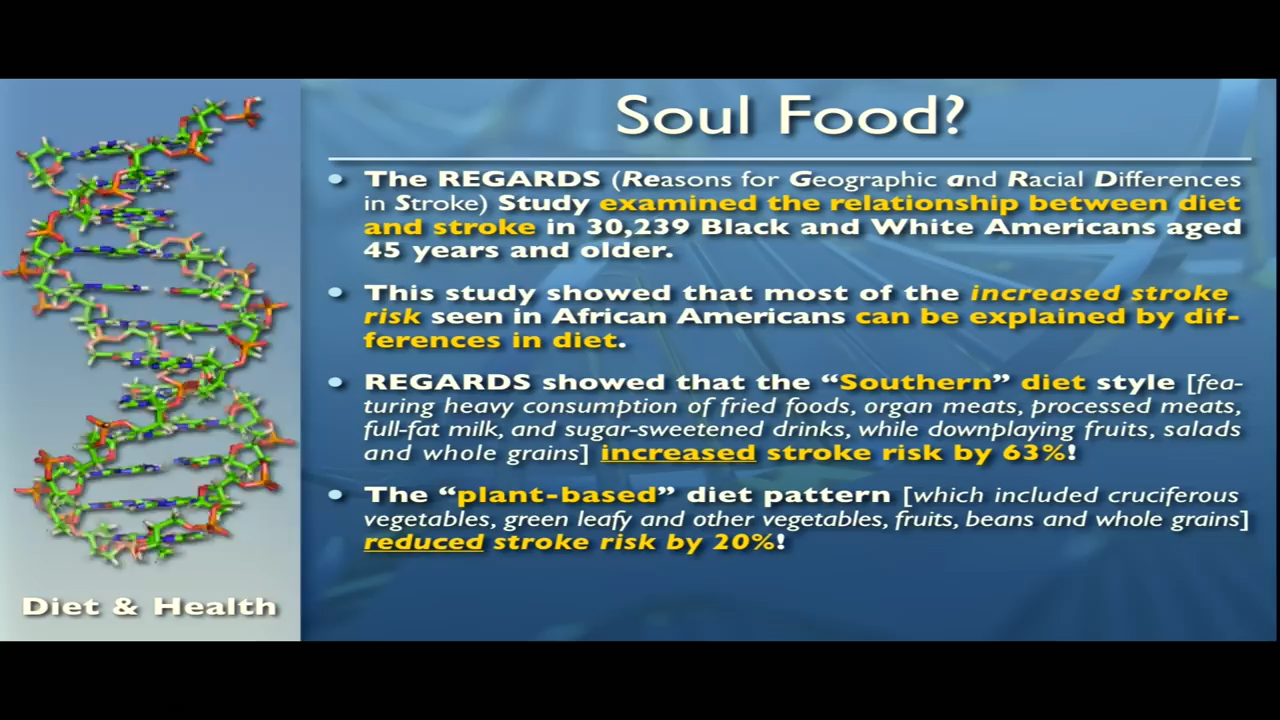 Soul Food?
• The REGARDS (Reasons for Geographic and Racial Differences
in Stroke) Study examined the relationship between diet
and stroke in 30,239 Black and White Americans aged
45 years and older.
• This study showed that most of the increased stroke
risk seen in African Americans can be explained by dif-
ferences in diet.
• REGARDS showed that the “Southern” diet style [fea-
turing heavy consumption of fried foods, organ meats, processed meats,
full-fat milk, and sugar-sweetened drinks, while downplaying fruits, salads
and whole grains] increased stroke risk by 63%!
• The “plant-based” diet pattern [which included cruciferous
vegetables, green leafy and other vegetables, fruits, beans and whole grains]
reduced stroke risk by 20%!
Diet & Health